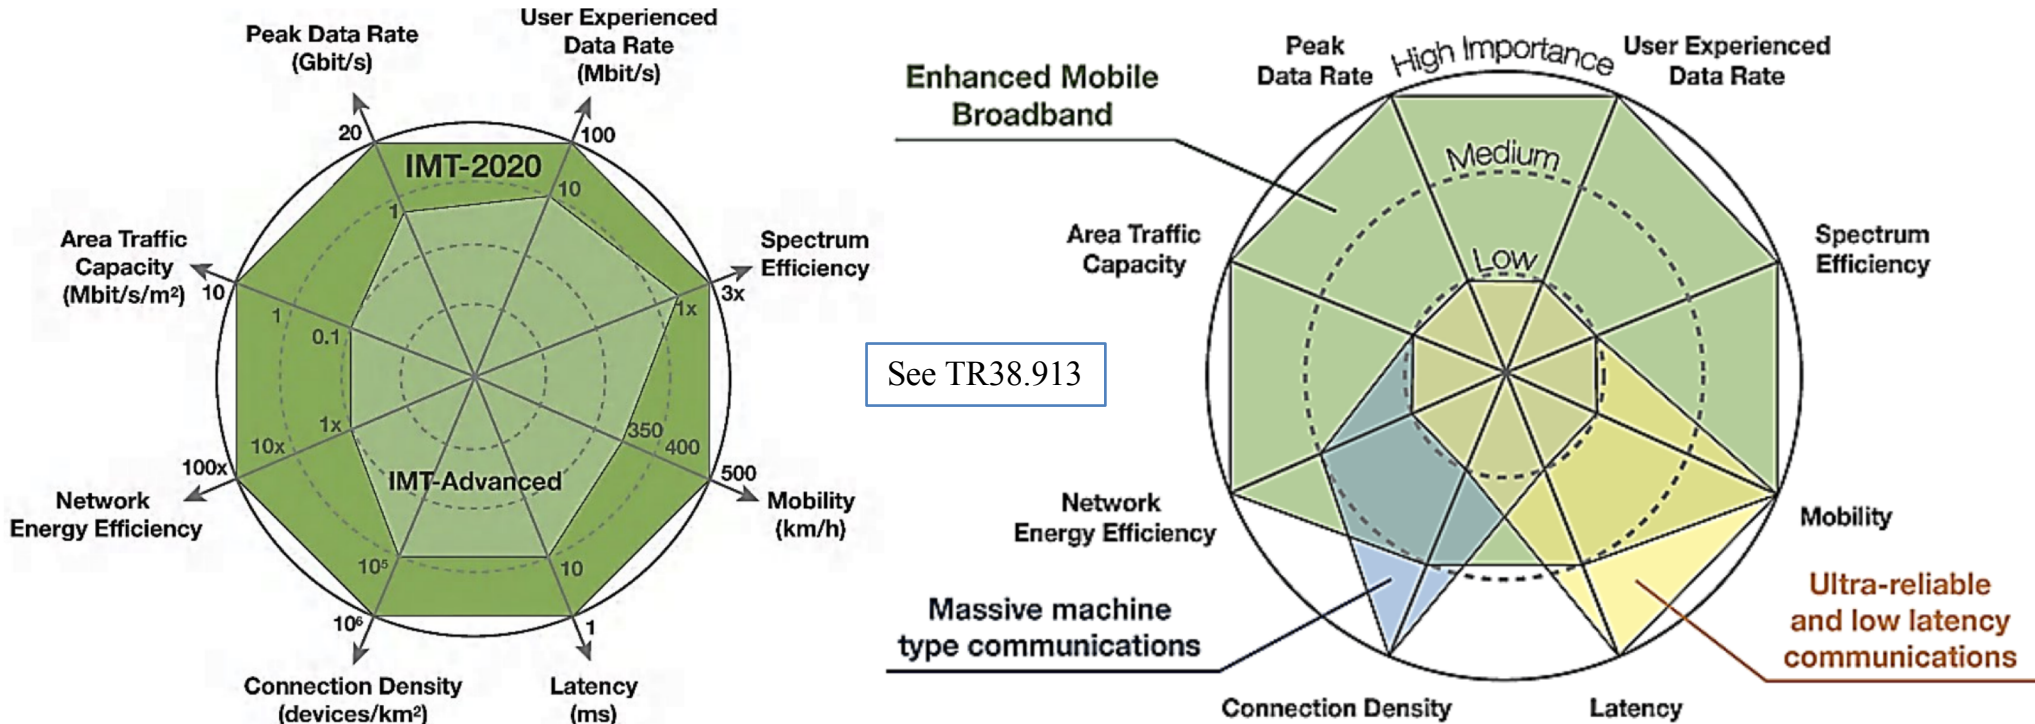 Peak Data Rate
(Gbit/s)
User Experienced
Data Rate
(Mbit/s)
20
100
IMT-2020
1
10
Area Traffic
Capacity
(Mbit/s/m²)
Spectrum
Efficiency
10
1
0.1
1x
3x
1x
10x
100x
350
400
500
Network
Energy Efficiency
IMT-Advanced
Mobility
(km/h)
10⁵
10
10⁶
1
Connection Density
(devices/km²)
Latency
(ms)
See TR38.913
Enhanced Mobile
Broadband
Peak
Data Rate
High Importance
User Experienced
Data Rate
Medium
Low
Area Traffic
Capacity
Spectrum
Efficiency
Network
Energy Efficiency
Mobility
Massive machine
type communications
Ultra-reliable
and low latency
communications
Connection Density
Latency